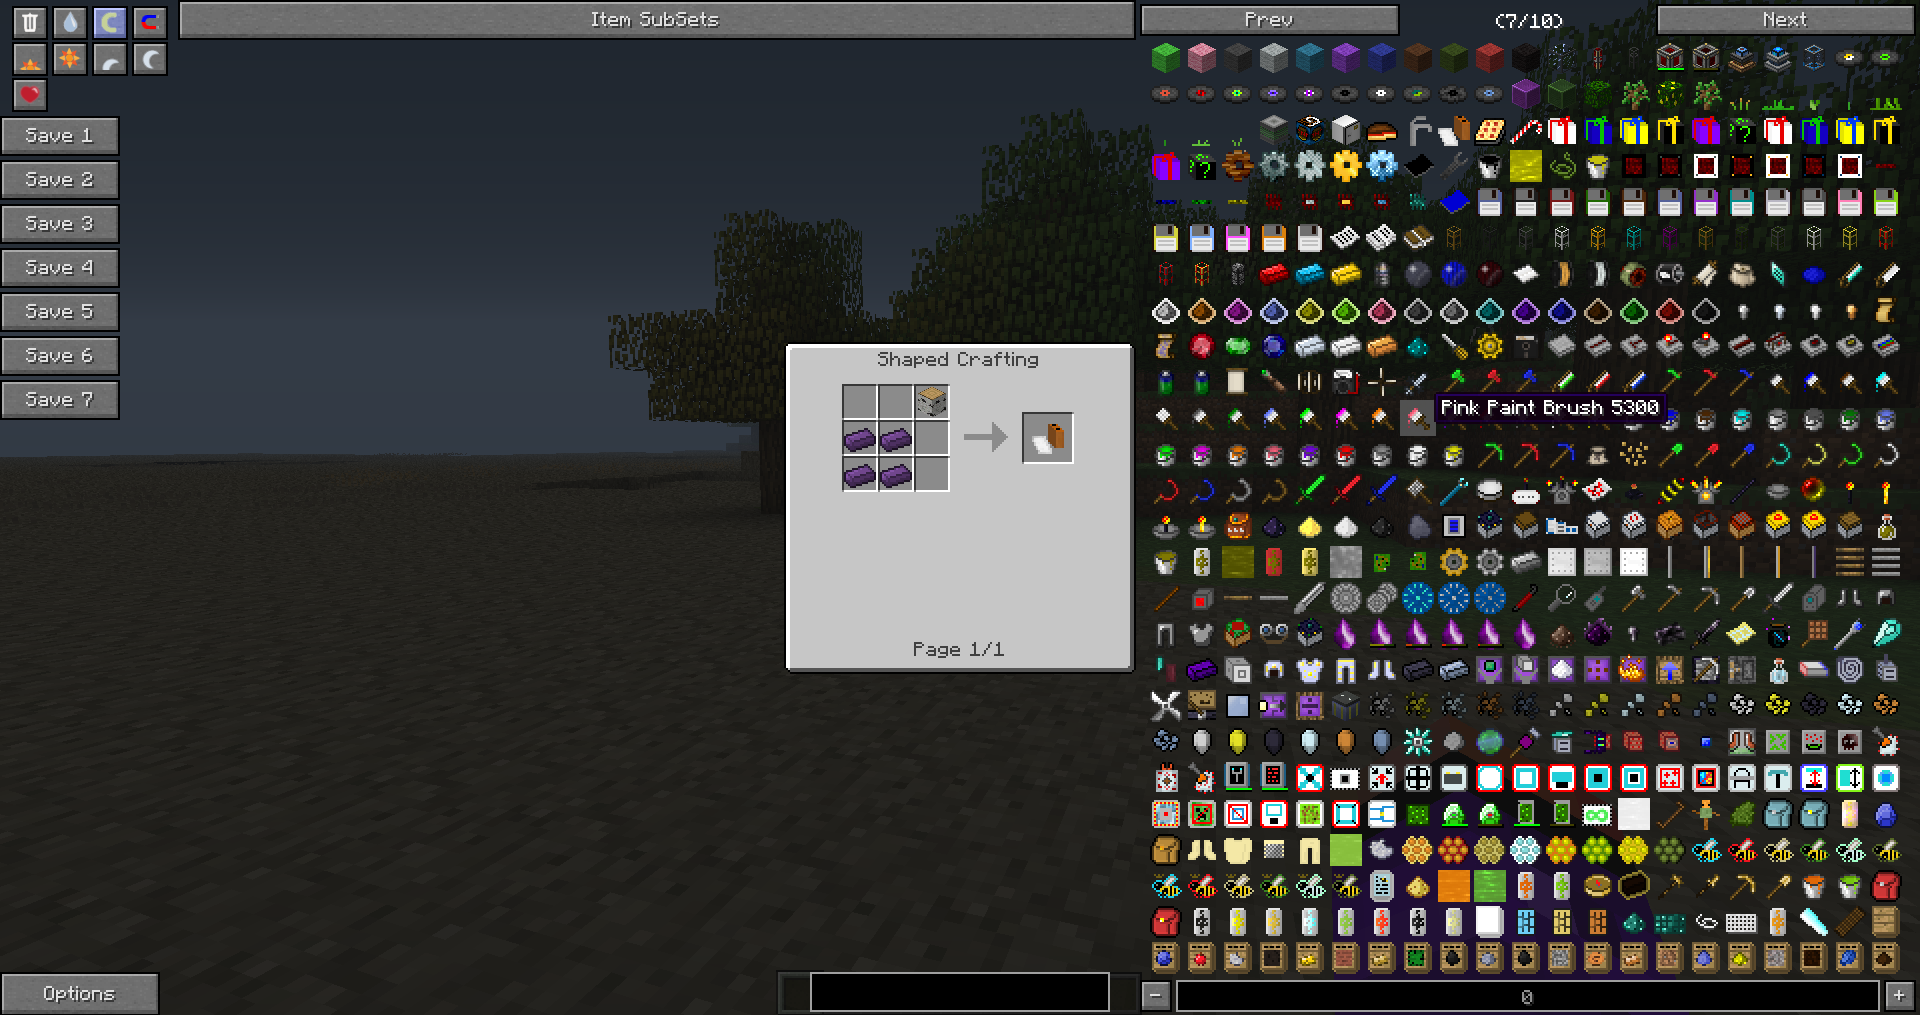 Item SubSets
Prev
(7/10)
Next
Save 1
Save 2
Save 3
Save 4
Save 5
Save 6
Save 7
Shaped Crafting
Pink Paint Brush 5300
Page 1/1
Options
-
0
+